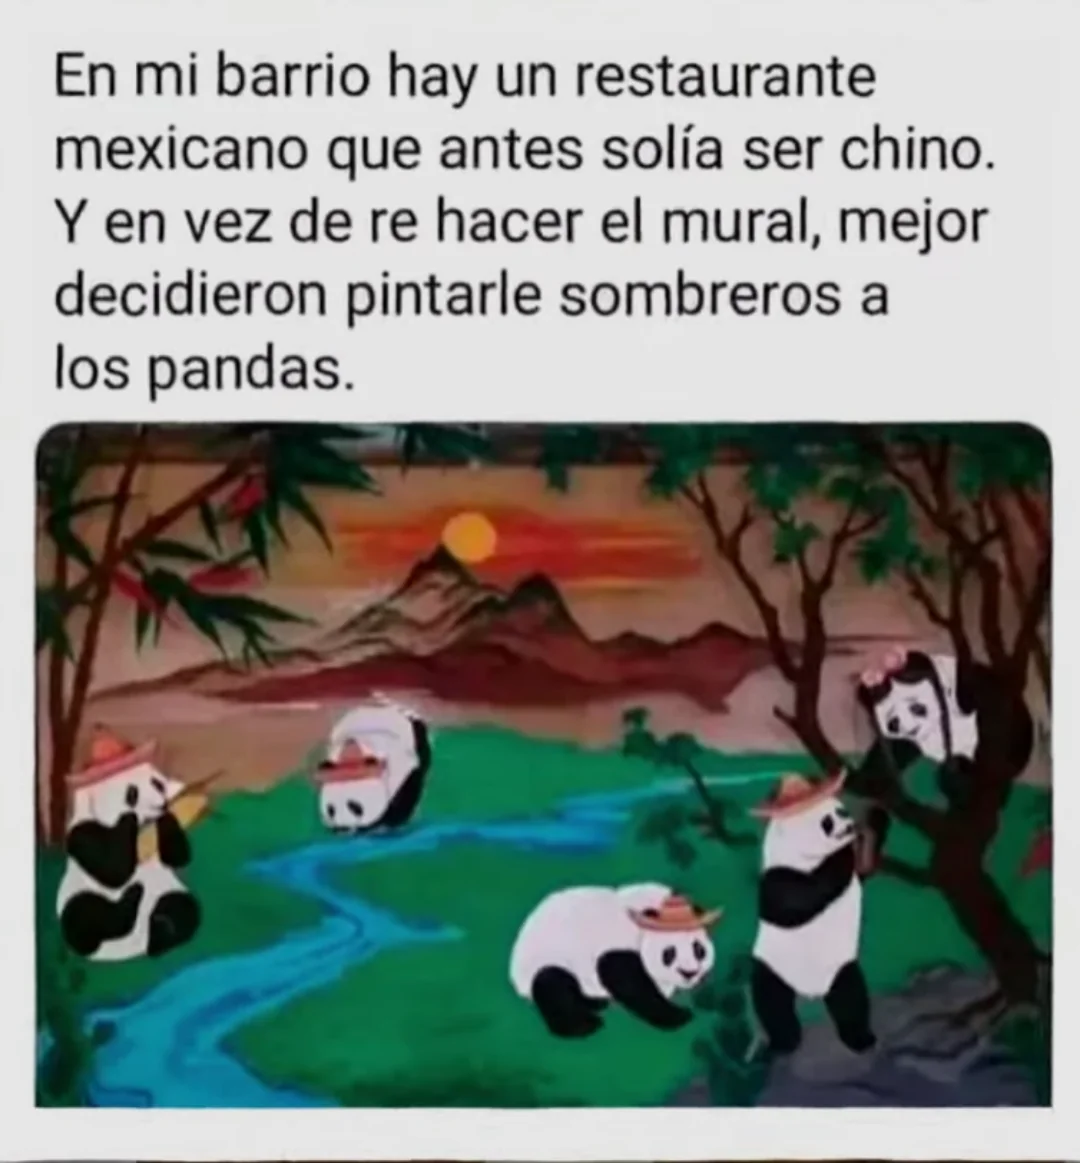 En mi barrio hay un restaurante
mexicano que antes solía ser chino.
Y en vez de re hacer el mural, mejor
decidieron pintarle sombreros a
los pandas.